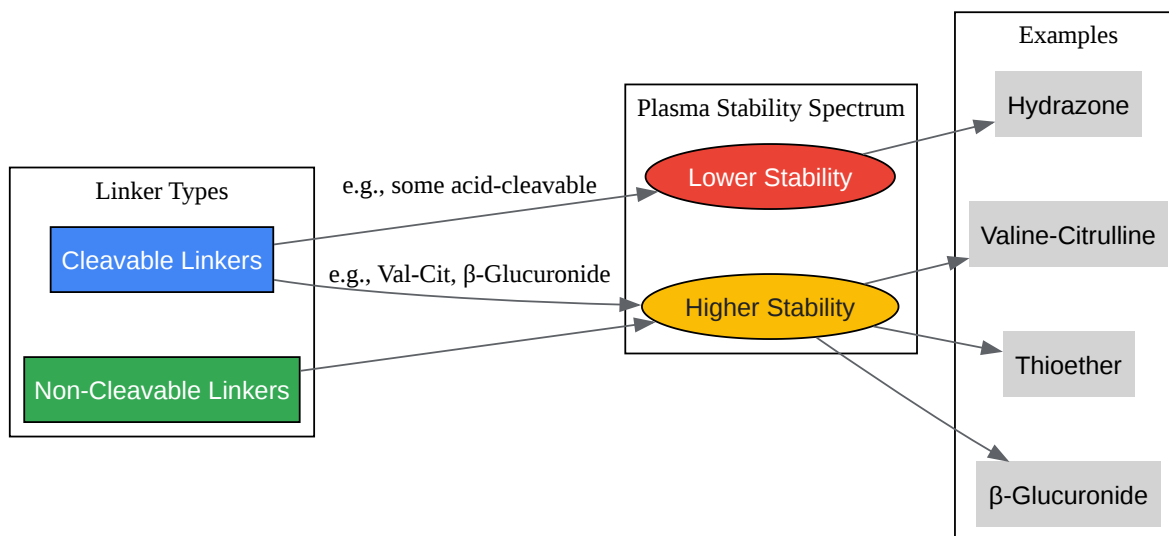 Linker Types
Cleavable Linkers
Non-Cleavable Linkers
e.g., some acid-cleavable
e.g., Val-Cit, β-Glucuronide
Plasma Stability Spectrum
Lower Stability
Higher Stability
Examples
Hydrazone
Valine-Citrulline
Thioether
β-Glucuronide